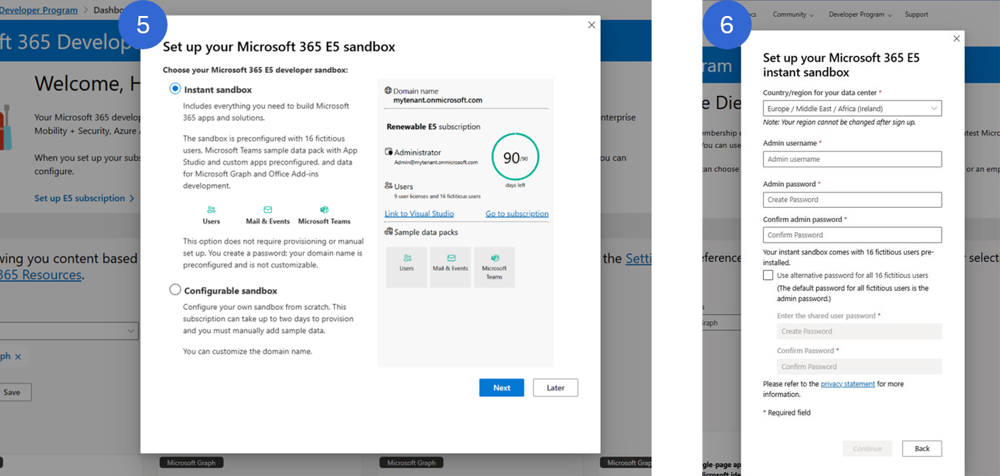 Developer Program > Dashbo
5
ft 365 Develop
Welcome, H
Your Microsoft 365 develop
enterprise
Mobility + Security, Azure
When you set up your subs
ou can
configure.
Set up E5 subscription >
wing you content based
the Setti
365 Resources.
ph ×
Save
Microsoft Graph
Microsoft Graph
Microsoft Grap
Set up your Microsoft 365 E5 sandbox
Choose your Microsoft 365 E5 developer sandbox:
Instant sandbox
Includes everything you need to build Microsoft
365 apps and solutions.
The sandbox is preconfigured with 16 fictitious
users, Microsoft Teams sample data pack with App
Studio and custom apps preconfigured, and data
for Microsoft Graph and Office Add-ins
development.
Users
Mail & Events
Microsoft Teams
This option does not require provisioning or manual
set up. You create a password; your domain name is
preconfigured and is not customizable.
Configurable sandbox
Configure your own sandbox from scratch. This
subscription can take up to two days to provision
and you must manually add sample data.
You can customize the domain name.
Domain name
mytenant.onmicrosoft.com
Renewable E5 subscription
Administrator
Admin@mytenant.onmicrosoft.com
90/90
days left
Users
9 user licenses and 16 fictitious users
Link to Visual Studio
Go to subscription
Sample data packs
Users
Mail & Events
Microsoft
Teams
Next
Later
6
cs
Community
Developer Program
Support
ram
e Die
embership e
test Micro
You can use
can choose
or an emp
eference
select
s
Graph
gle-page ap
icrosoft ide
Set up your Microsoft 365 E5
instant sandbox
Country/region for your data center *
Europe / Middle East / Africa (Ireland)
Note: Your region cannot be changed after sign up.
Admin username *
Admin username
Admin password *
Create Password
Confirm admin password *
Confirm Password
Your instant sandbox comes with 16 fictitious users pre-
installed.
Use alternative password for all 16 fictitious users
(The default password for all fictitious users is the
admin password.)
Enter the shared user password *
Create Password
Confirm Password *
Confirm Password
Please refer to the privacy statement for more
information.
* Required field
Continue
Back